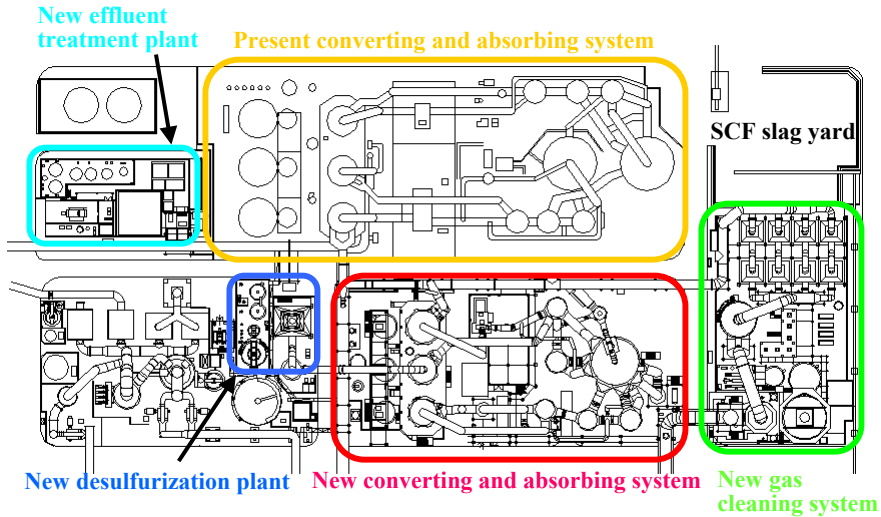 New effluent
treatment plant
Present converting and absorbing system
SCF slag yard
New desulfurization plant
New converting and absorbing system
New gas
cleaning system